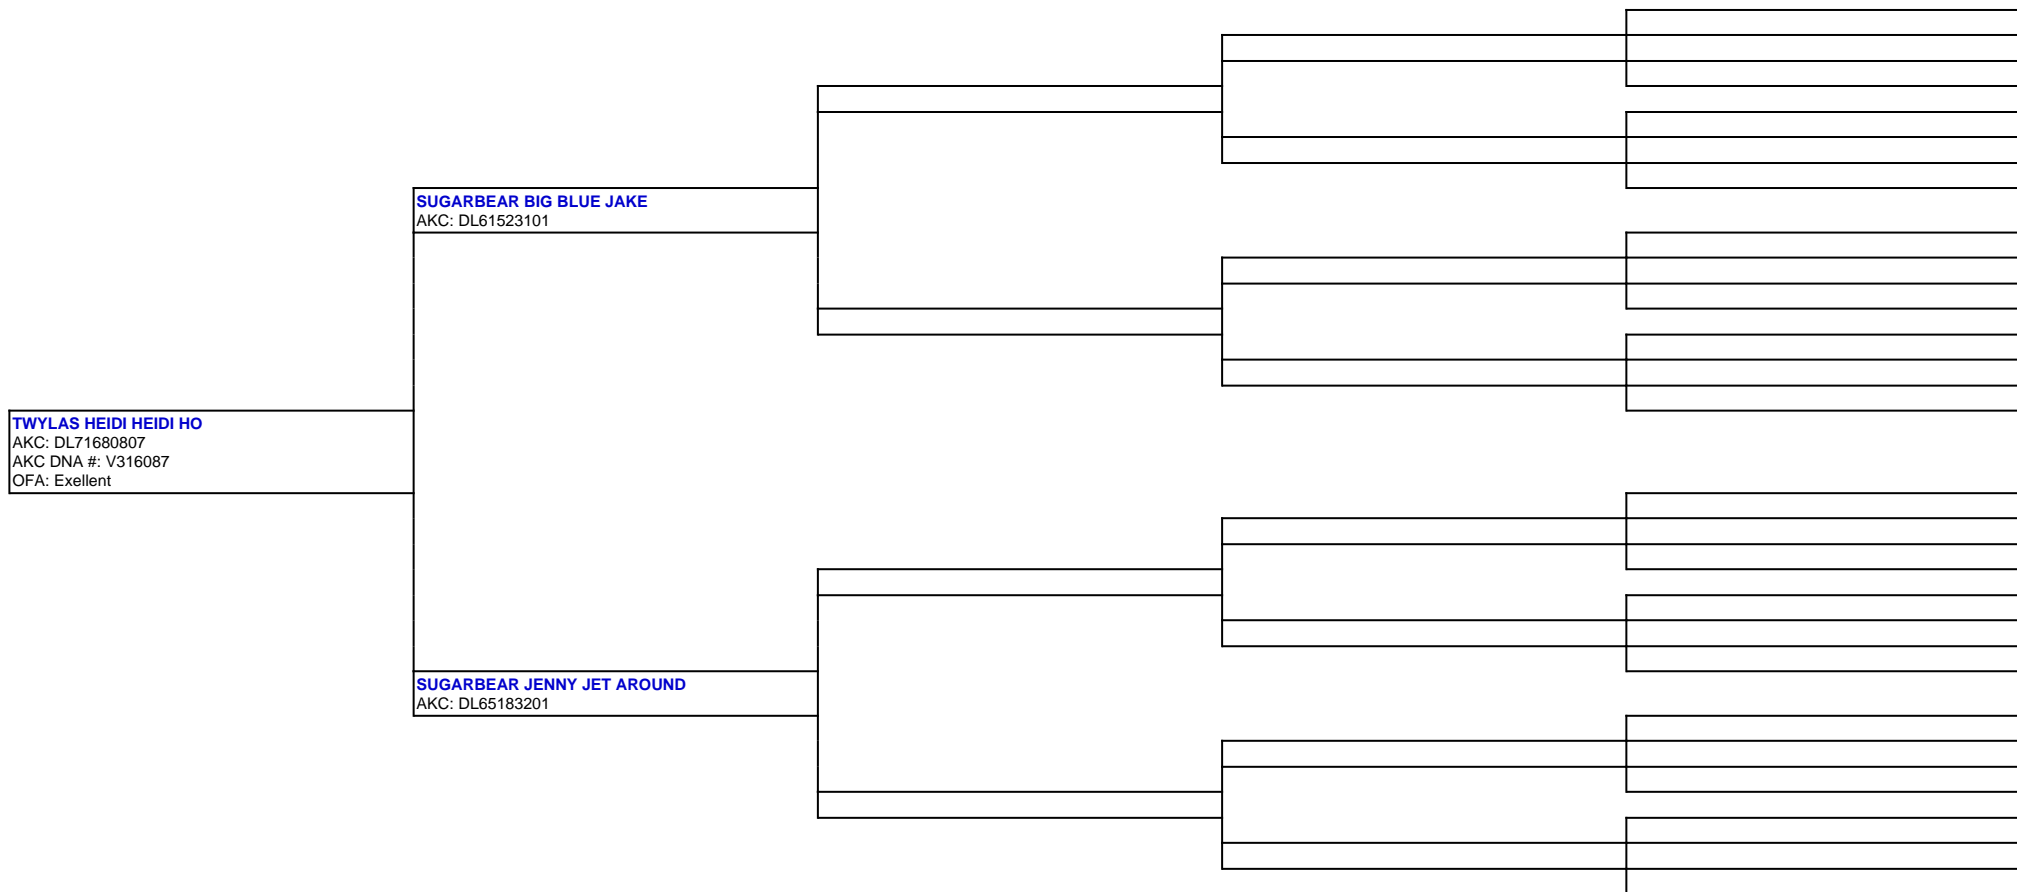 SUGARBEAR BIG BLUE JAKE
AKC: DL61523101
TWYLAS HEIDI HEIDI HO
AKC: DL71680807
AKC DNA #: V316087
OFA: Exellent
SUGARBEAR JENNY JET AROUND
AKC: DL65183201